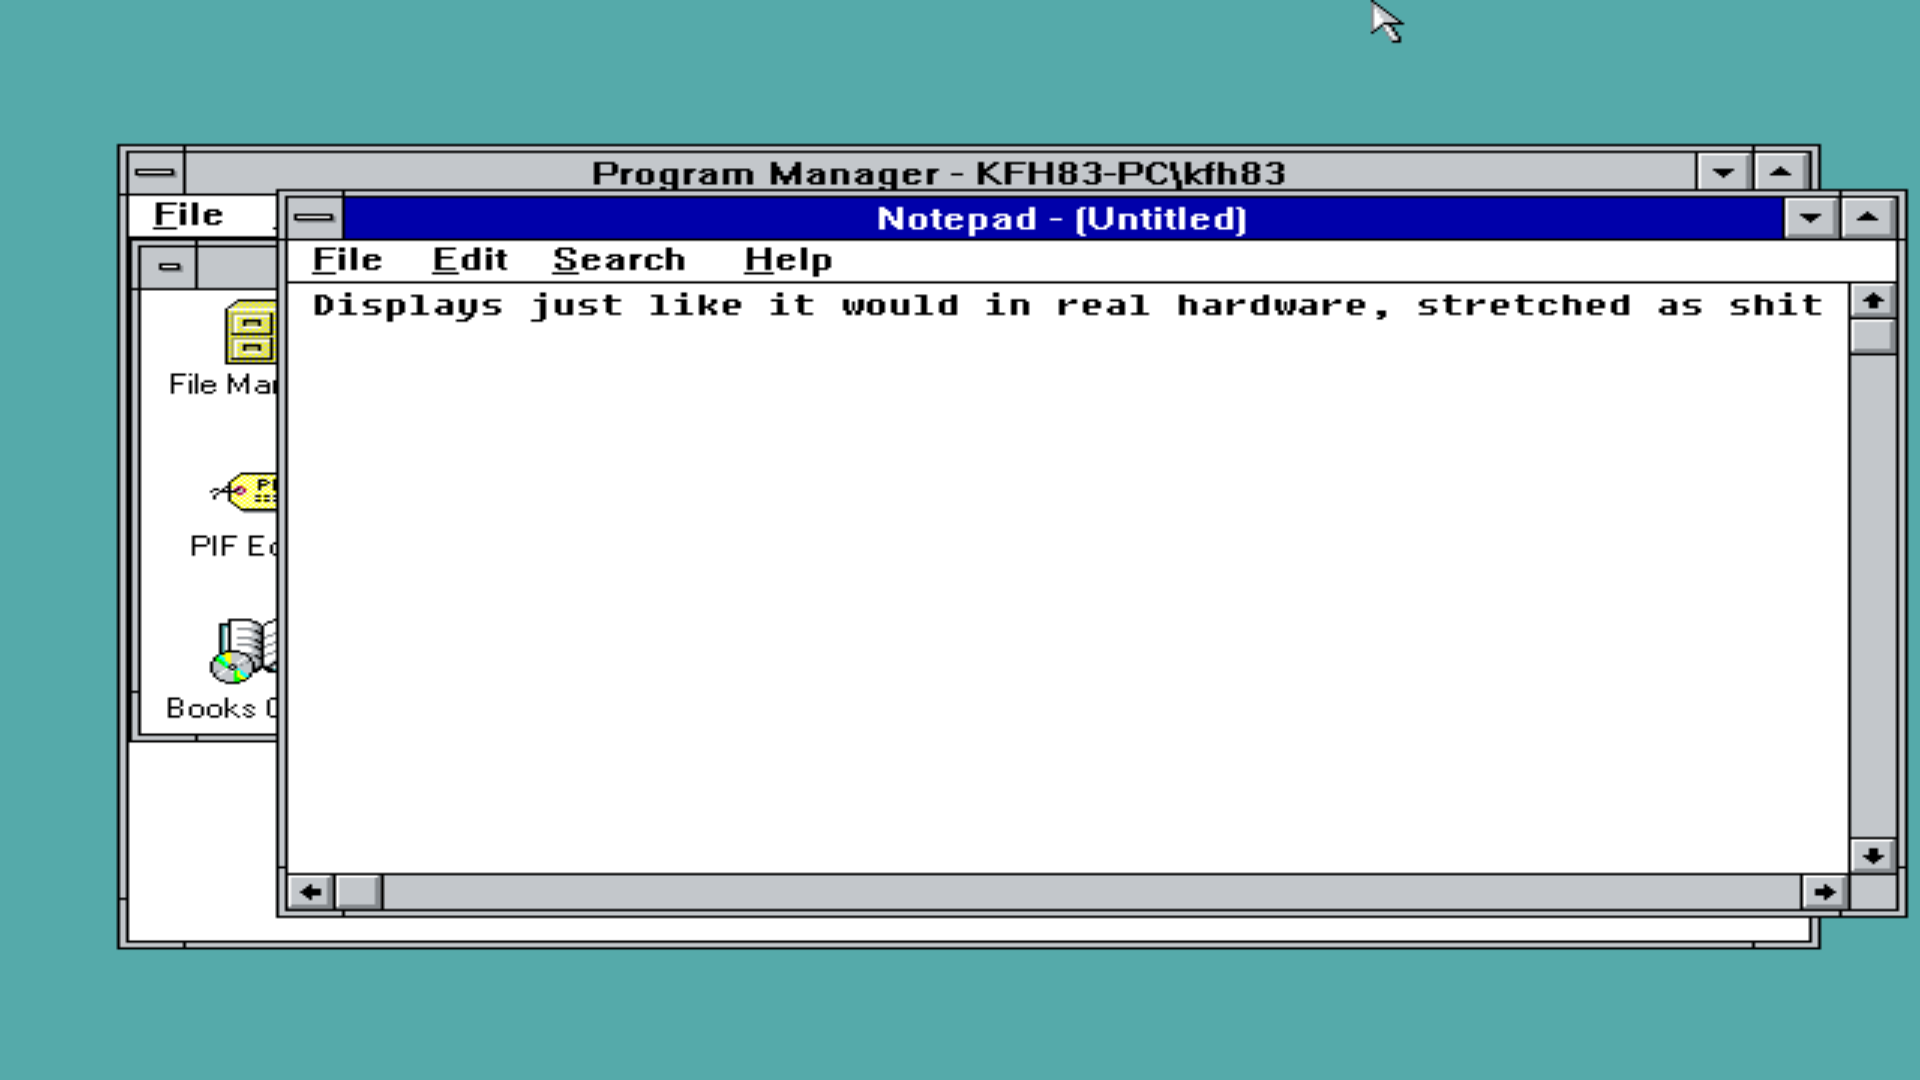 Program Manager - KFH83-PC\kfh83
File
Notepad - (Untitled)
File Edit Search Help
Displays just like it would in real hardware, stretched as shit
File Man
PIF Ed
Books